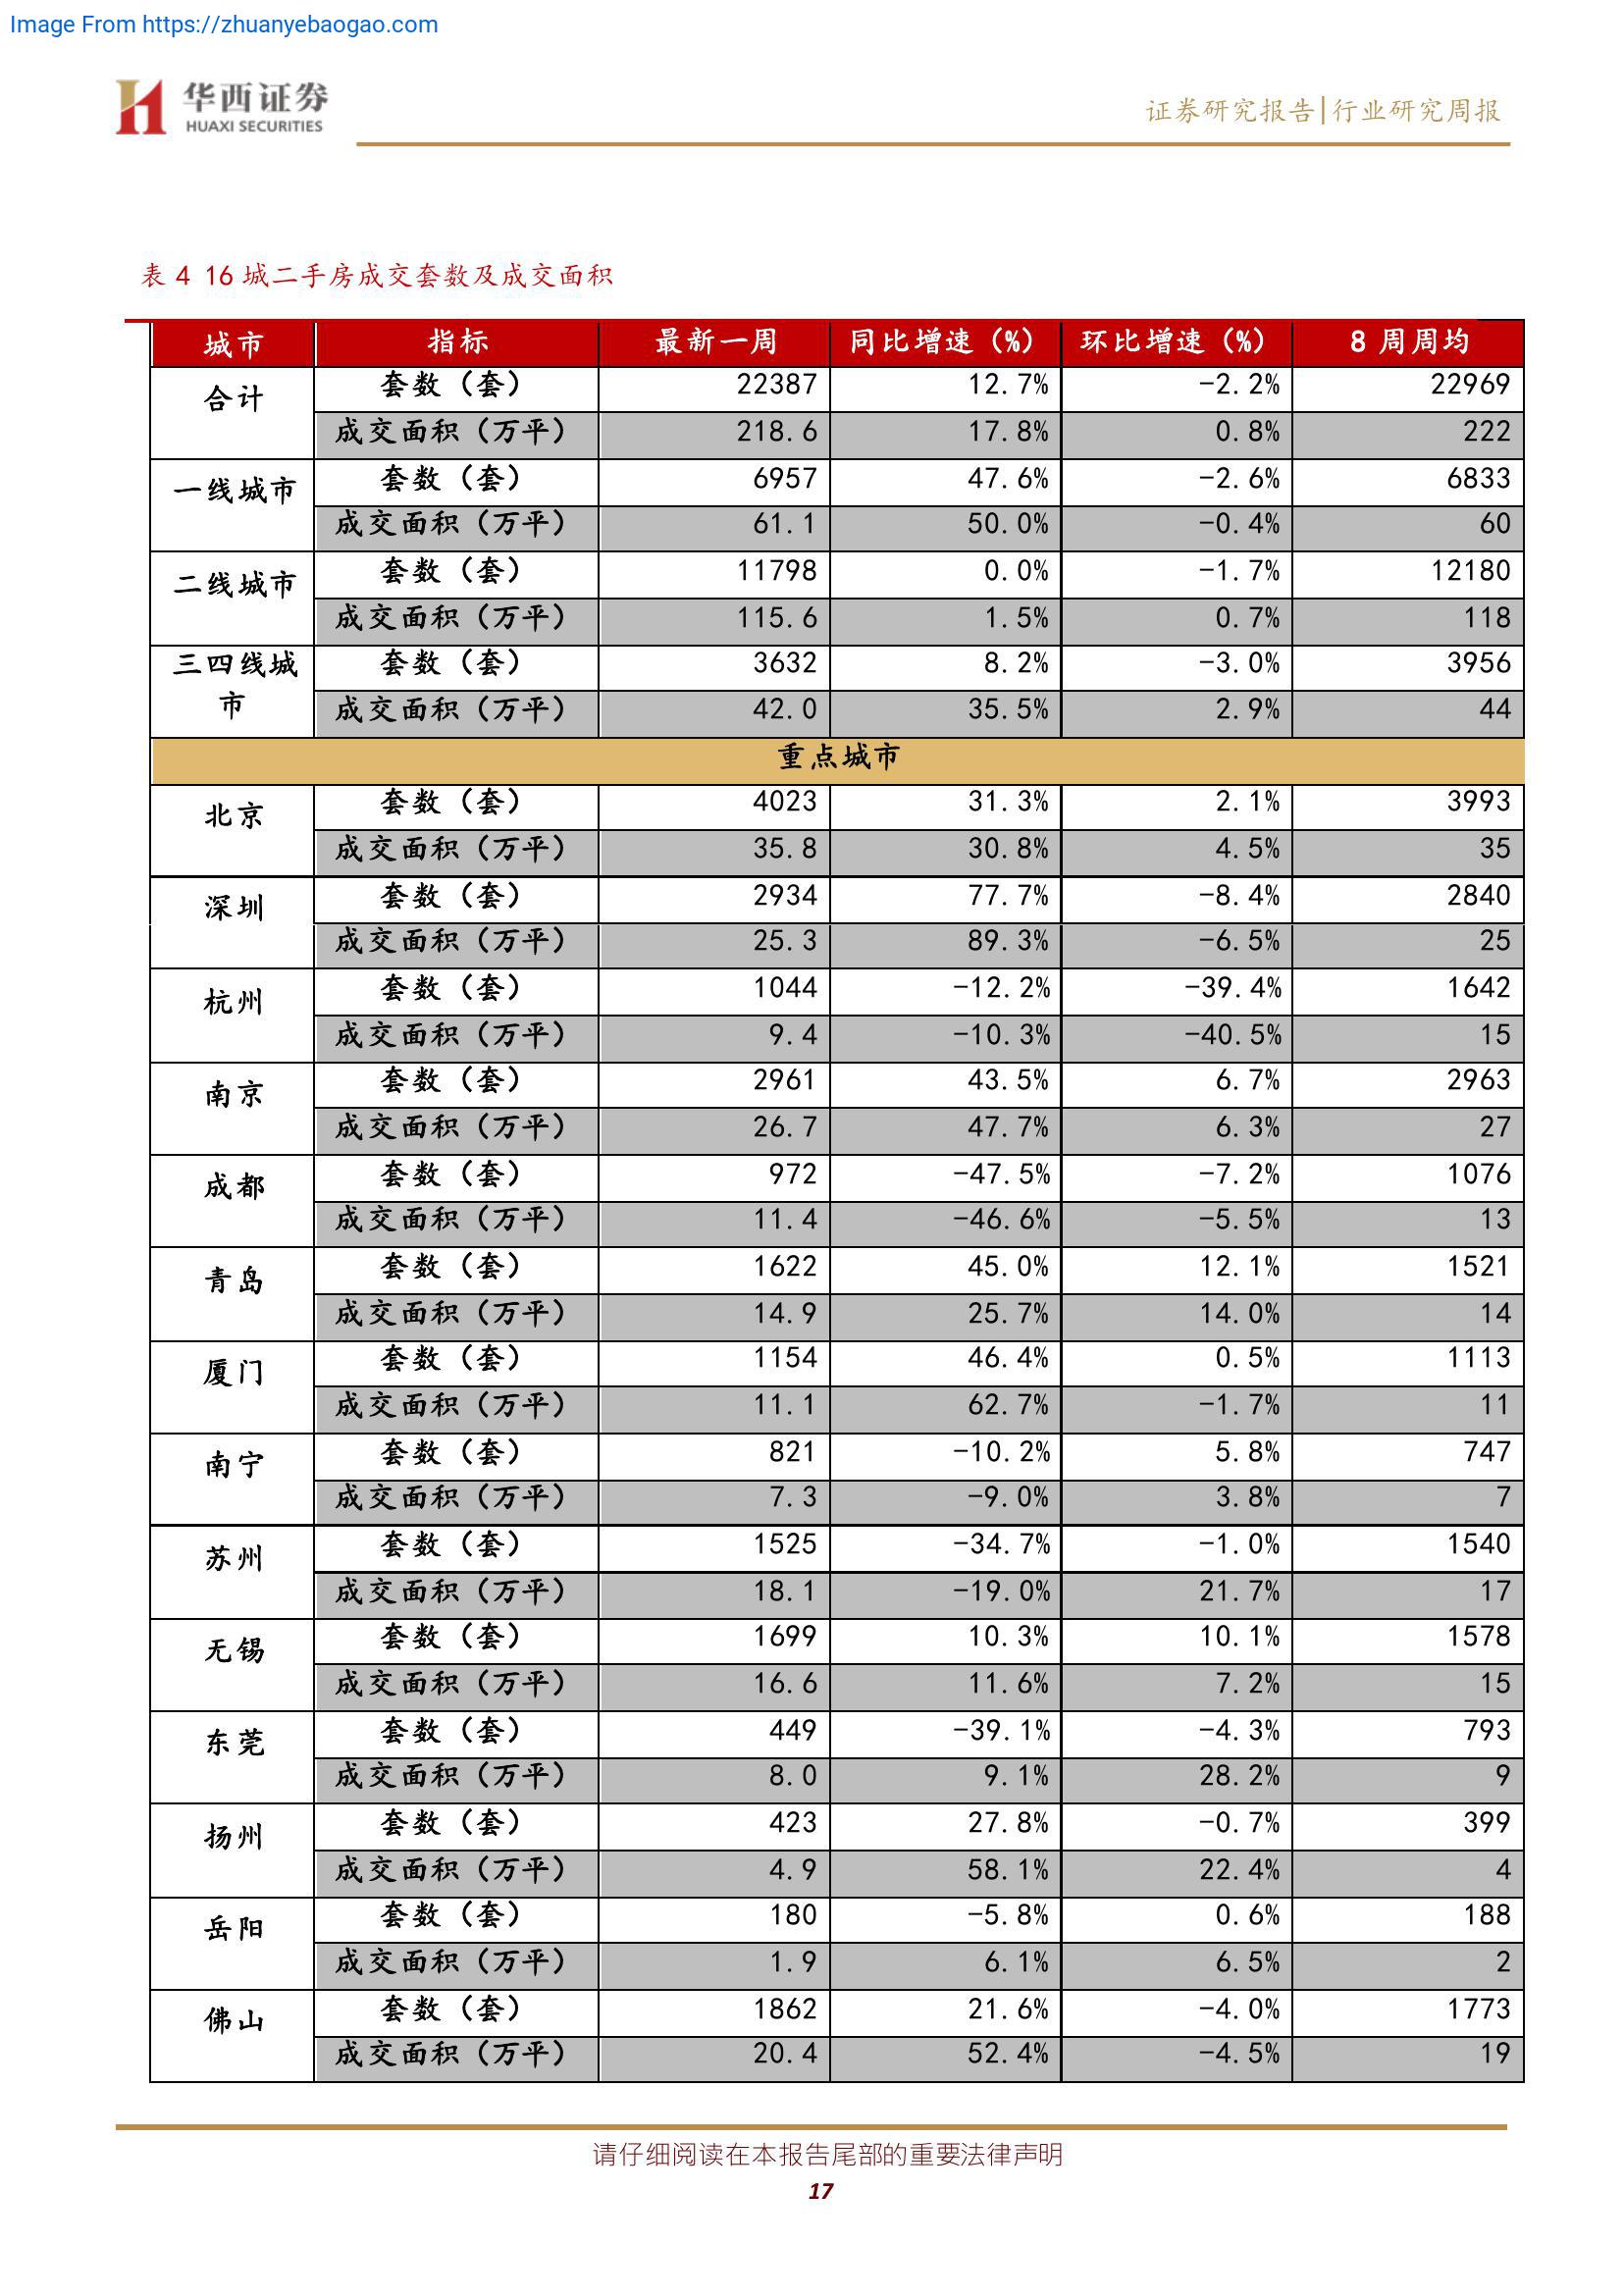 Image From https://zhuanyebaogao.com
华西证券
HUAXI SECURITIES
证券研究报告|行业研究周报
表 4 16 城二手房成交套数及成交面积
城市 指标 最新一周 同比增速（%） 环比增速（%） 8 周周均
合计 套数（套） 22387 12.7% -2.2% 22969
成交面积（万平） 218.6 17.8% 0.8% 222
一线城市 套数（套） 6957 47.6% -2.6% 6833
成交面积（万平） 61.1 50.0% -0.4% 60
二线城市 套数（套） 11798 0.0% -1.7% 12180
成交面积（万平） 115.6 1.5% 0.7% 118
三四线城市 套数（套） 3632 8.2% -3.0% 3956
成交面积（万平） 42.0 35.5% 2.9% 44
重点城市
北京 套数（套） 4023 31.3% 2.1% 3993
成交面积（万平） 35.8 30.8% 4.5% 35
深圳 套数（套） 2934 77.7% -8.4% 2840
成交面积（万平） 25.3 89.3% -6.5% 25
杭州 套数（套） 1044 -12.2% -39.4% 1642
成交面积（万平） 9.4 -10.3% -40.5% 15
南京 套数（套） 2961 43.5% 6.7% 2963
成交面积（万平） 26.7 47.7% 6.3% 27
成都 套数（套） 972 -47.5% -7.2% 1076
成交面积（万平） 11.4 -46.6% -5.5% 13
青岛 套数（套） 1622 45.0% 12.1% 1521
成交面积（万平） 14.9 25.7% 14.0% 14
厦门 套数（套） 1154 46.4% 0.5% 1113
成交面积（万平） 11.1 62.7% -1.7% 11
南宁 套数（套） 821 -10.2% 5.8% 747
成交面积（万平） 7.3 -9.0% 3.8% 7
苏州 套数（套） 1525 -34.7% -1.0% 1540
成交面积（万平） 18.1 -19.0% 21.7% 17
无锡 套数（套） 1699 10.3% 10.1% 1578
成交面积（万平） 16.6 11.6% 7.2% 15
东莞 套数（套） 449 -39.1% -4.3% 793
成交面积（万平） 8.0 9.1% 28.2% 9
扬州 套数（套） 423 27.8% -0.7% 399
成交面积（万平） 4.9 58.1% 22.4% 4
岳阳 套数（套） 180 -5.8% 0.6% 188
成交面积（万平） 1.9 6.1% 6.5% 2
佛山 套数（套） 1862 21.6% -4.0% 1773
成交面积（万平） 20.4 52.4% -4.5% 19
请仔细阅读在本报告尾部的重要法律声明
17